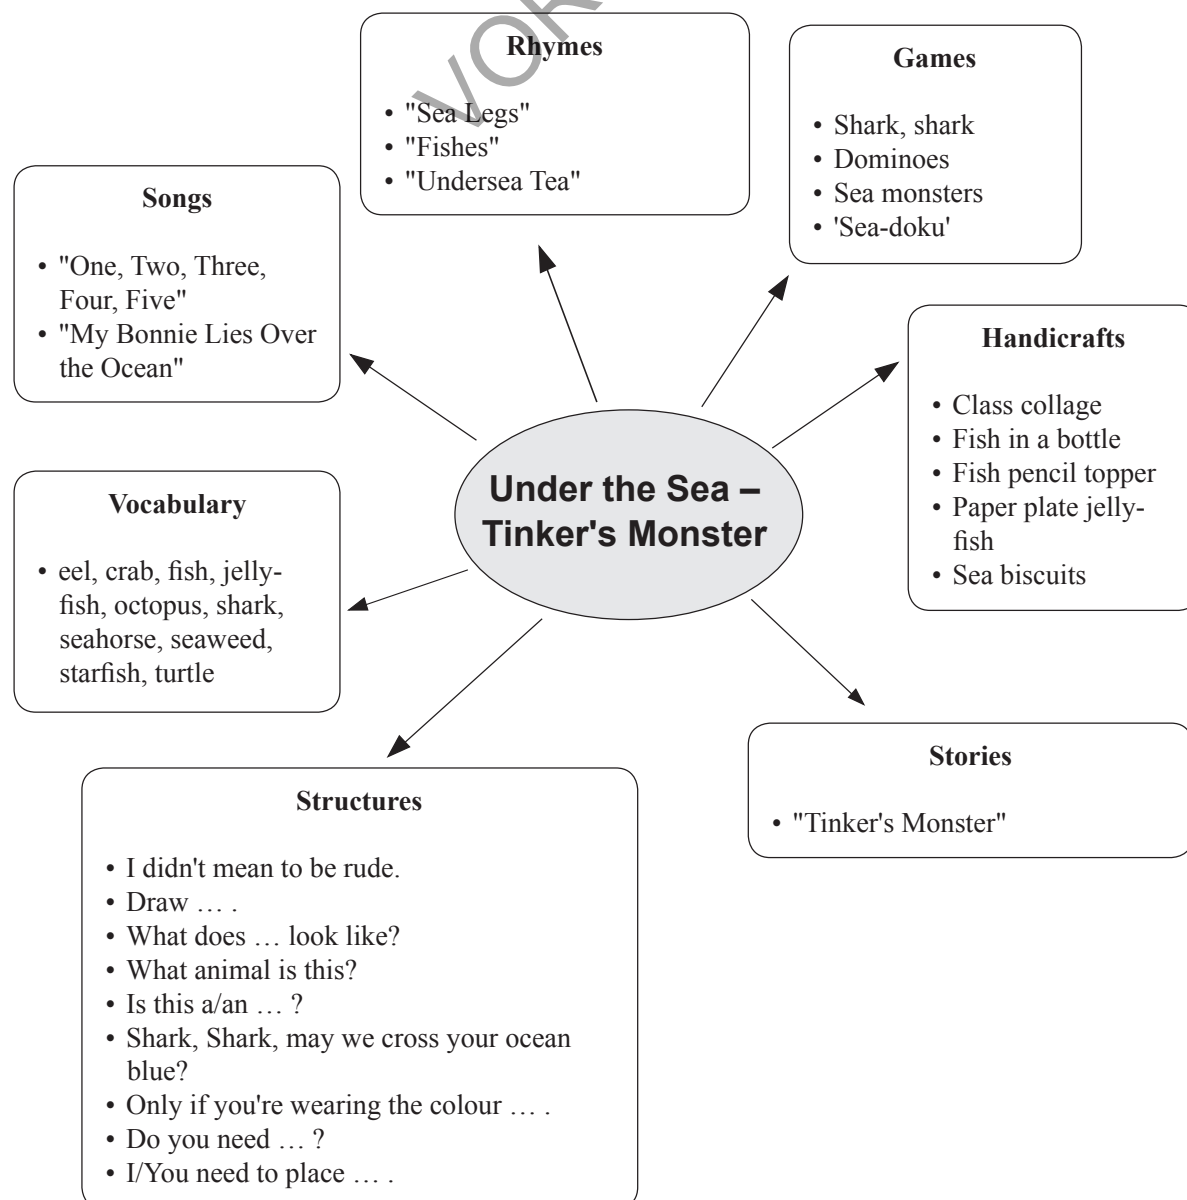 VOR
Rhymes
• "Sea Legs"
• "Fishes"
• "Undersea Tea"
Games
• Shark, shark
• Dominoes
• Sea monsters
• 'Sea-doku'
Songs
• "One, Two, Three,
Four, Five"
• "My Bonnie Lies Over
the Ocean"
Handicrafts
• Class collage
• Fish in a bottle
• Fish pencil topper
• Paper plate jelly-
fish
• Sea biscuits
Under the Sea –
Tinker's Monster
Vocabulary
• eel, crab, fish, jelly-
fish, octopus, shark,
seahorse, seaweed,
starfish, turtle
Stories
• "Tinker's Monster"
Structures
• I didn't mean to be rude.
• Draw … .
• What does … look like?
• What animal is this?
• Is this a/an … ?
• Shark, Shark, may we cross your ocean
blue?
• Only if you're wearing the colour … .
• Do you need … ?
• I/You need to place … .